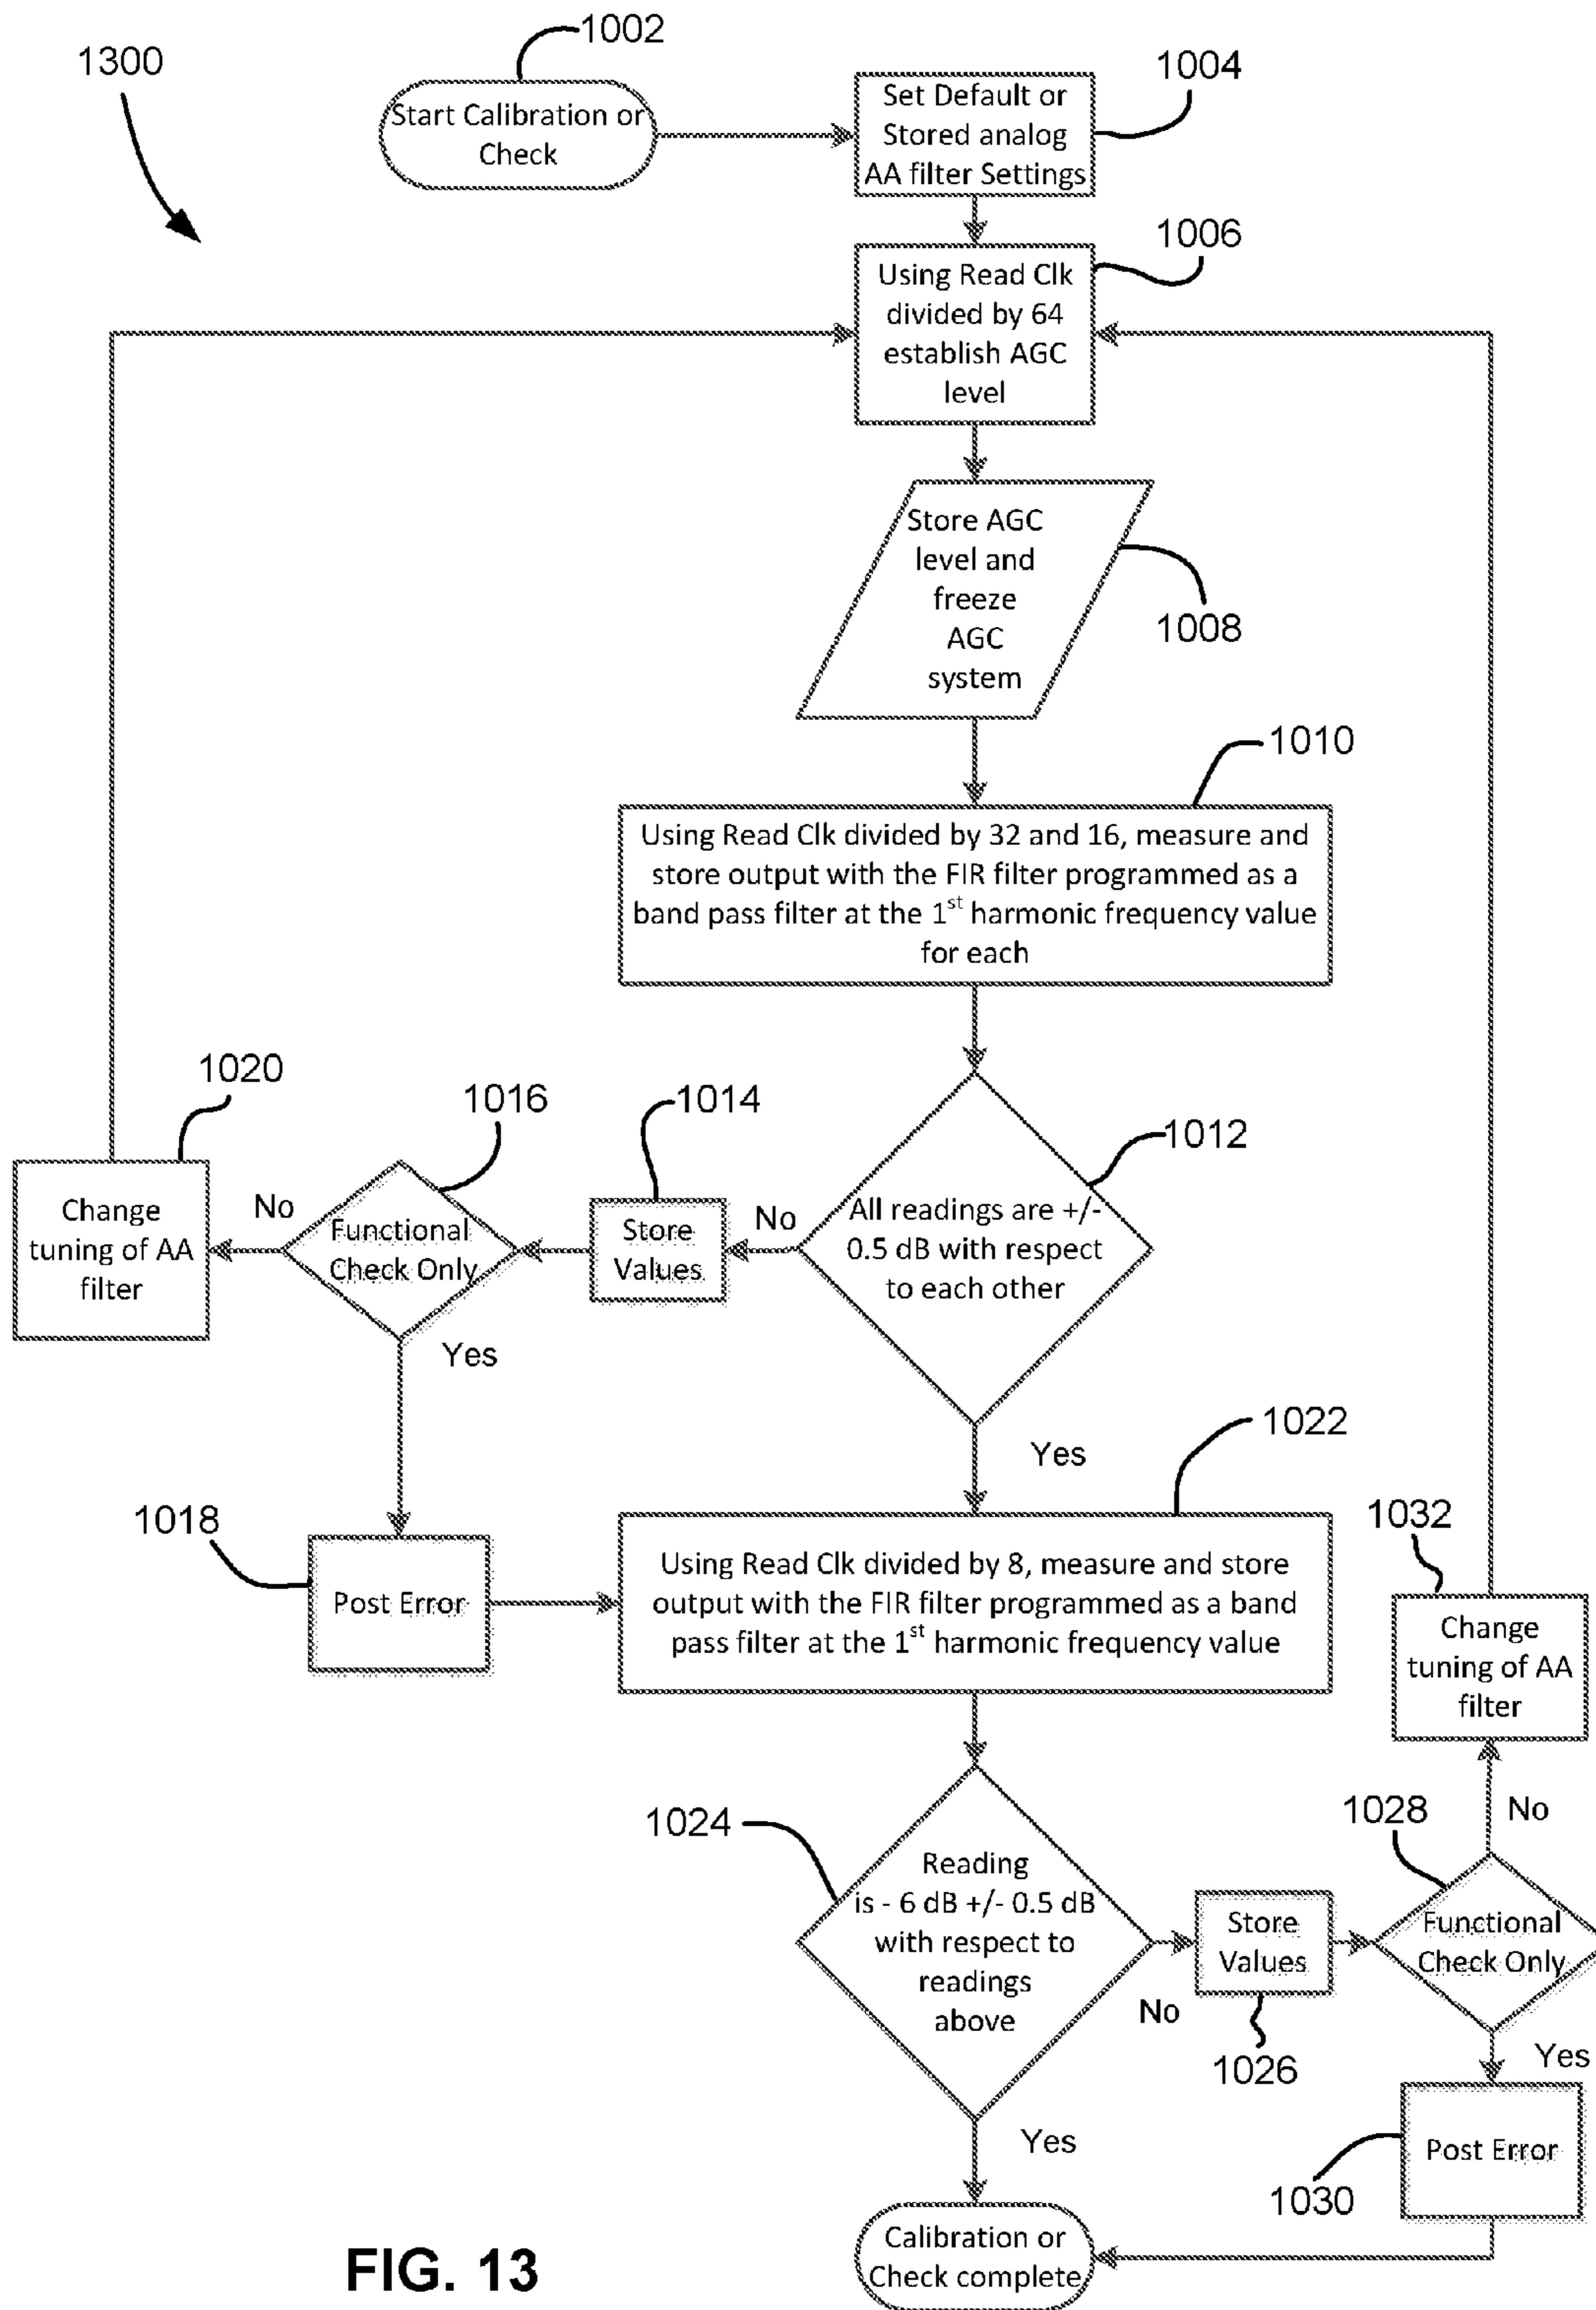 1300
1002
Start Calibration or
Check
1004
Set Default or
Stored analog
AA filter Settings
1006
Using Read Clk
divided by 64
establish AGC
level
Store AGC
level and
freeze
AGC
system
1008
1010
Using Read Clk divided by 32 and 16, measure and
store output with the FIR filter programmed as a
band pass filter at the 1st harmonic frequency value
for each
1012
All readings are +/-
0.5 dB with respect
to each other
No
Yes
1014
Store
Values
1016
Functional
Check Only
No
Yes
1020
Change
tuning of AA
filter
1018
Post Error
1022
Using Read Clk divided by 8, measure and store
output with the FIR filter programmed as a band
pass filter at the 1st harmonic frequency value
1024
Reading
is - 6 dB +/- 0.5 dB
with respect to
readings
above
No
Yes
Store
Values
1026
1028
Functional
Check Only
No
Yes
1032
Change
tuning of AA
filter
Post Error
1030
Calibration or
Check complete
FIG. 13